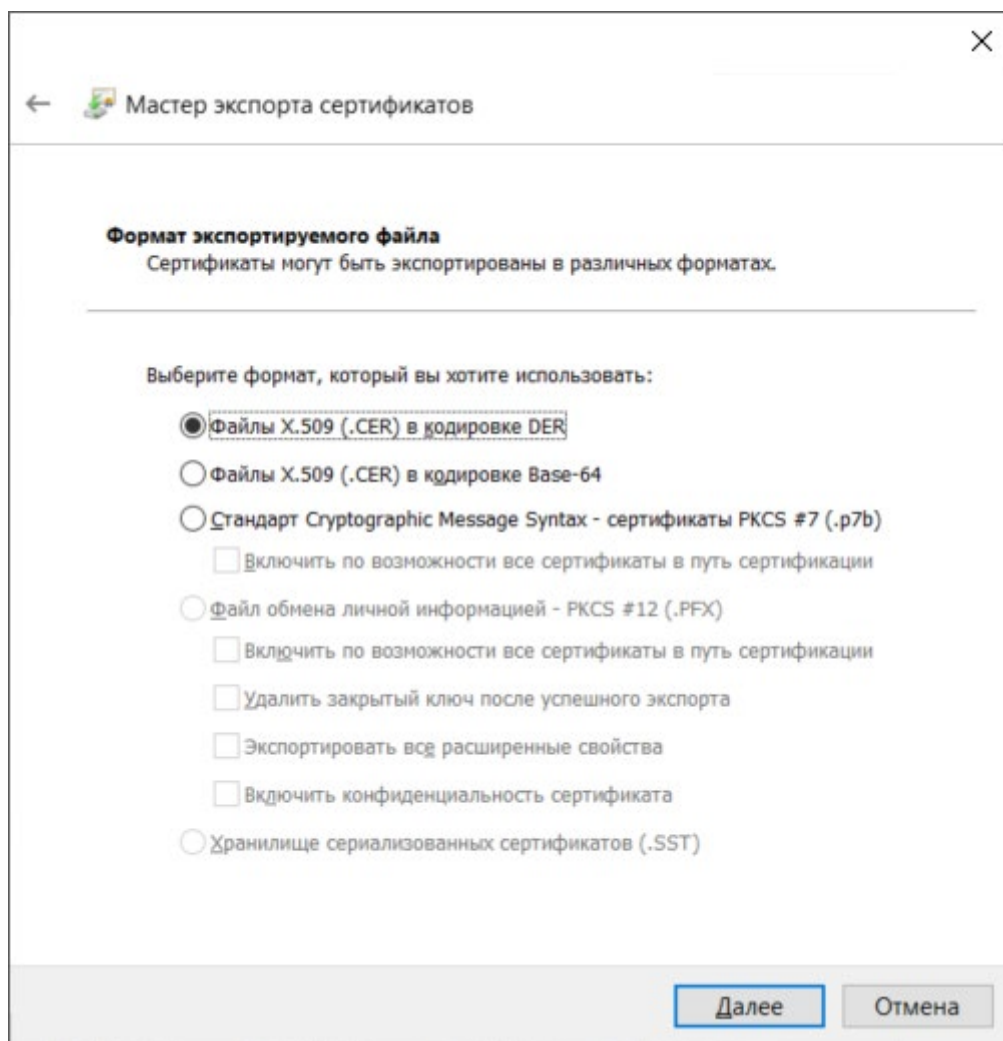 Мастер экспорта сертификатов
Формат экспортируемого файла
Сертификаты могут быть экспортированы в различных форматах.
Выберите формат, который вы хотите использовать:
Файлы X.509 (.CER) в кодировке DER
Файлы X.509 (.CER) в кодировке Base-64
Стандарт Cryptographic Message Syntax - сертификаты PKCS #7 (.p7b)
Включить по возможности все сертификаты в путь сертификации
Файл обмена личной информацией - PKCS #12 (.PFX)
Включить по возможности все сертификаты в путь сертификации
Удалить закрытый ключ после успешного экспорта
Экспортировать все расширенные свойства
Включить конфиденциальность сертификата
Хранилище сериализованных сертификатов (.SST)
Далее Отмена